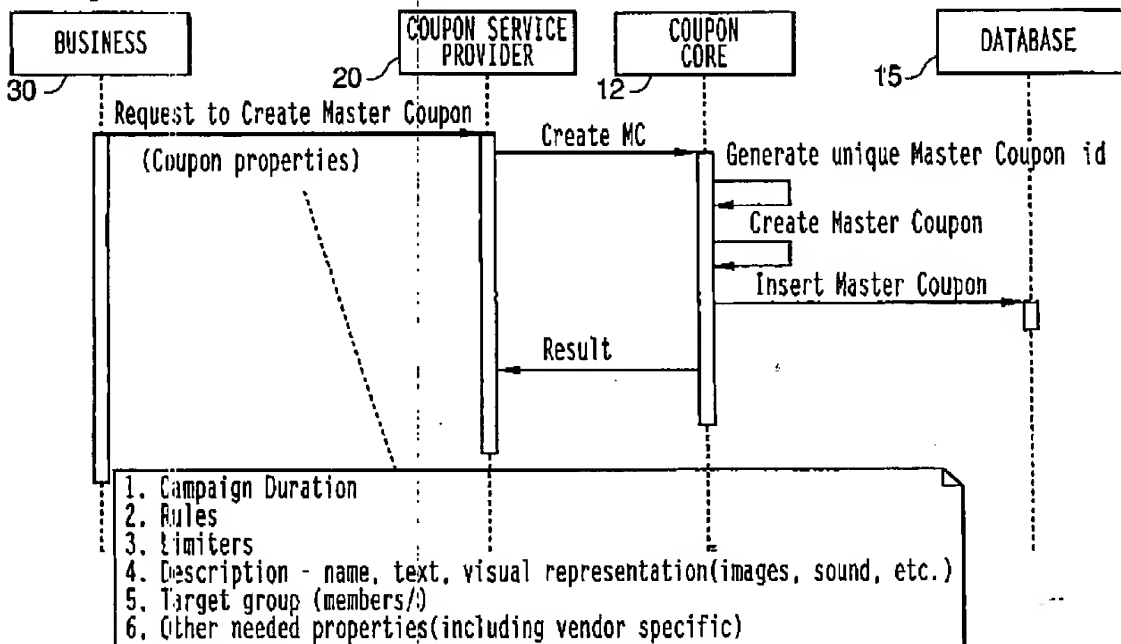 BUSINESS
COUPON SERVICE
PROVIDER
COUPON
CORE
DATABASE
30
20
12
15
Request to Create Master Coupon
(Coupon properties)
Create MC
Generate unique Master Coupon id
Create Master Coupon
Insert Master Coupon
Result
1. Campaign Duration
2. Rules
3. Limiters
4. Description - name, text, visual representation(images, sound, etc.)
5. Target group
6. Other needed properties(including vendor specific)